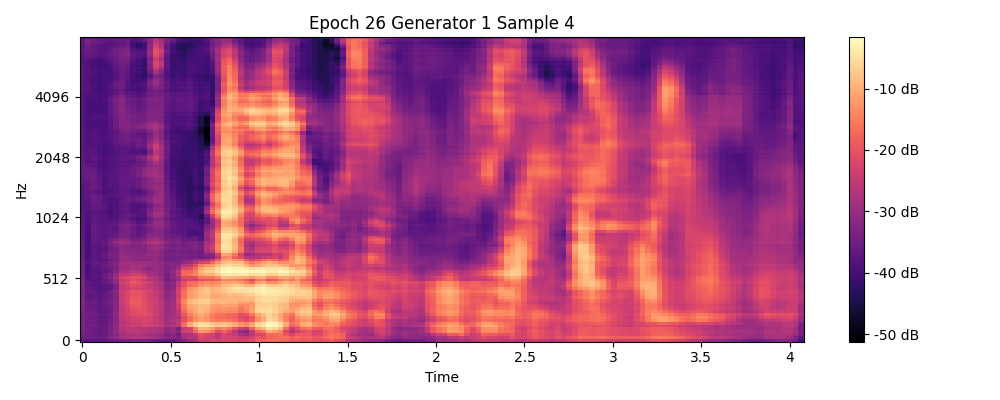 Epoch 26 Generator 1 Sample 4
Hz
4096
2048
1024
512
0
0 0.5 1 1.5 2 2.5 3 3.5 4
Time
-10 dB
-20 dB
-30 dB
-40 dB
-50 dB